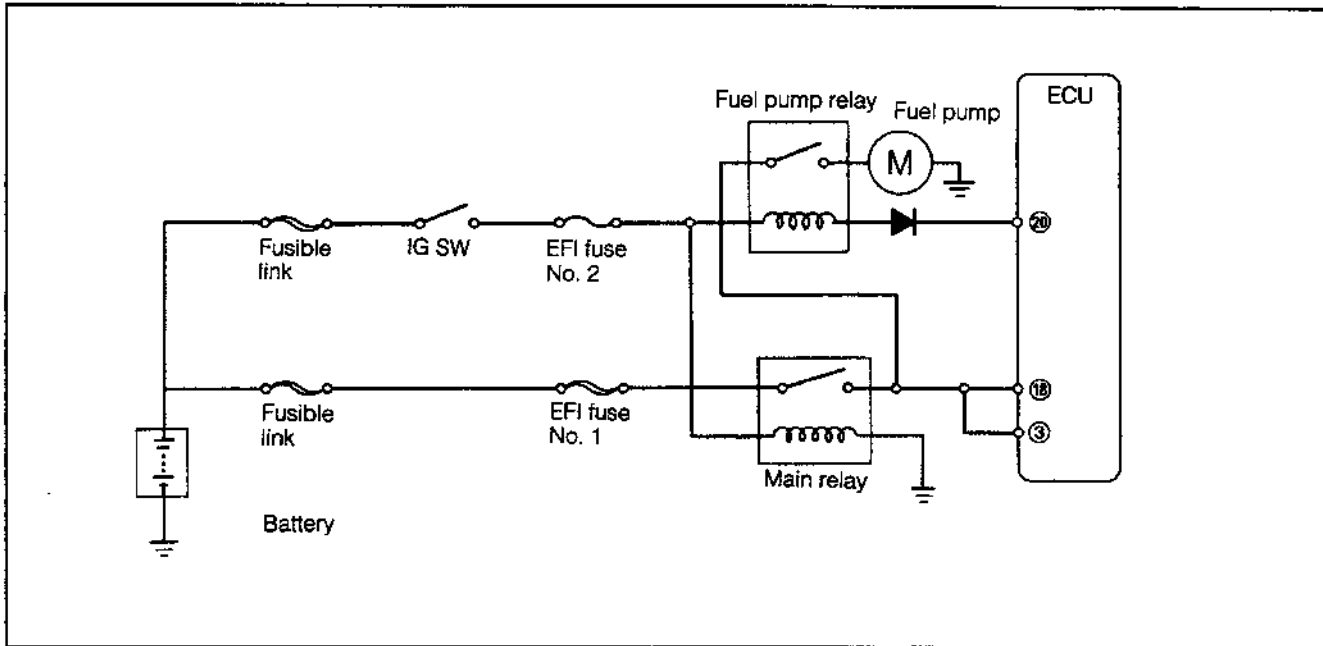 ECU
Fuel pump relay
Fuel pump
M
Fusible
link
IG SW
EFI fuse
No. 2
20
Fusible
link
EFI fuse
No. 1
18
3
Main relay
Battery